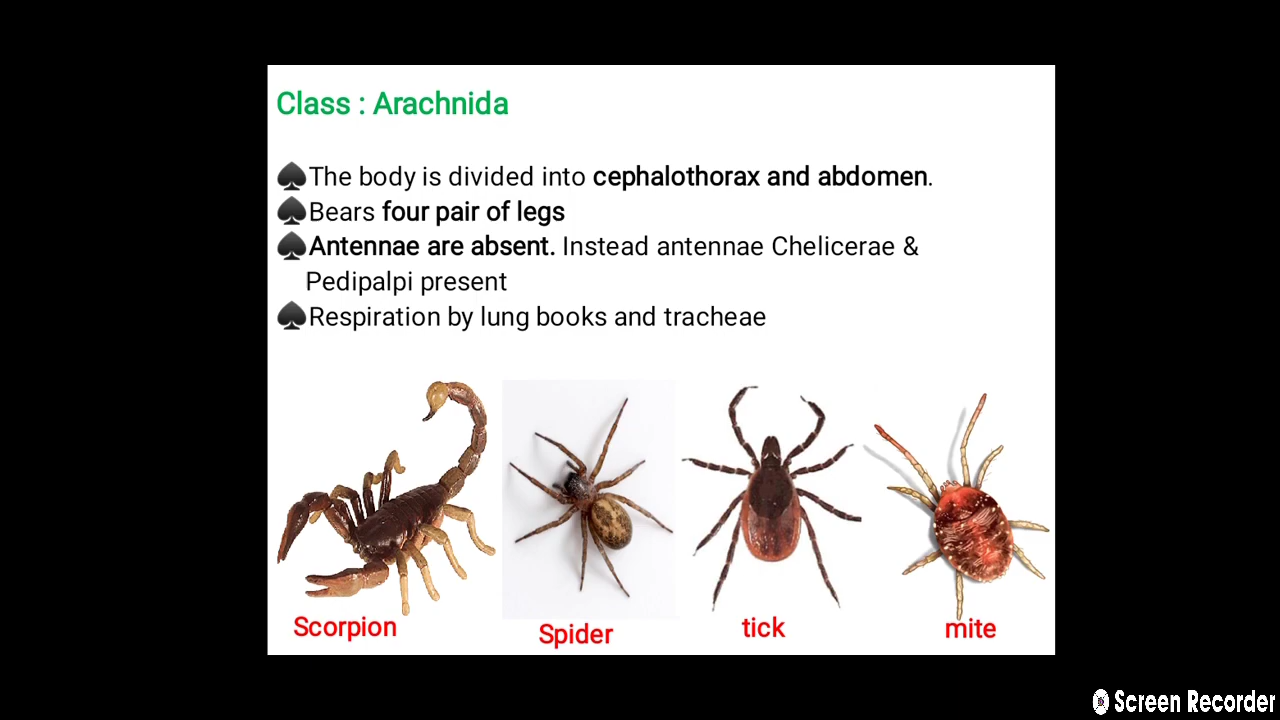 Class : Arachnida
♠The body is divided into cephalothorax and abdomen.
♠Bears four pair of legs
♠Antennae are absent. Instead antennae Chelicerae &
Pedipalpi present
♠Respiration by lung books and tracheae
Scorpion
Spider
tick
mite
Screen Recorder